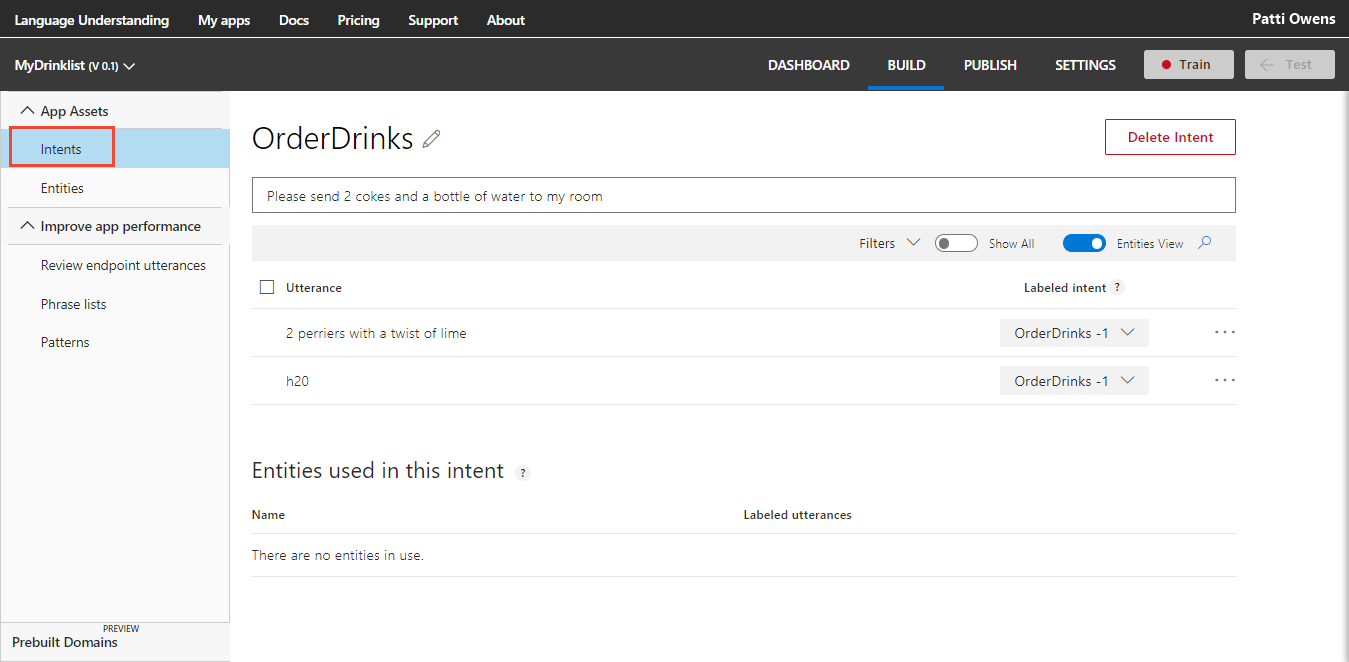 Language Understanding My apps Docs Pricing Support About Patti Owens
MyDrinklist (V 0.1) DASHBOARD BUILD PUBLISH SETTINGS Train Test
App Assets
Intents
Entities
Improve app performance
Review endpoint utterances
Phrase lists
Patterns
PREVIEW
Prebuilt Domains
OrderDrinks
Delete Intent
Please send 2 cokes and a bottle of water to my room
Filters Show All Entities View
Utterance Labeled intent ?
2 perriers with a twist of lime OrderDrinks -1 ...
h20 OrderDrinks -1 ...
Entities used in this intent ?
Name Labeled utterances
There are no entities in use.